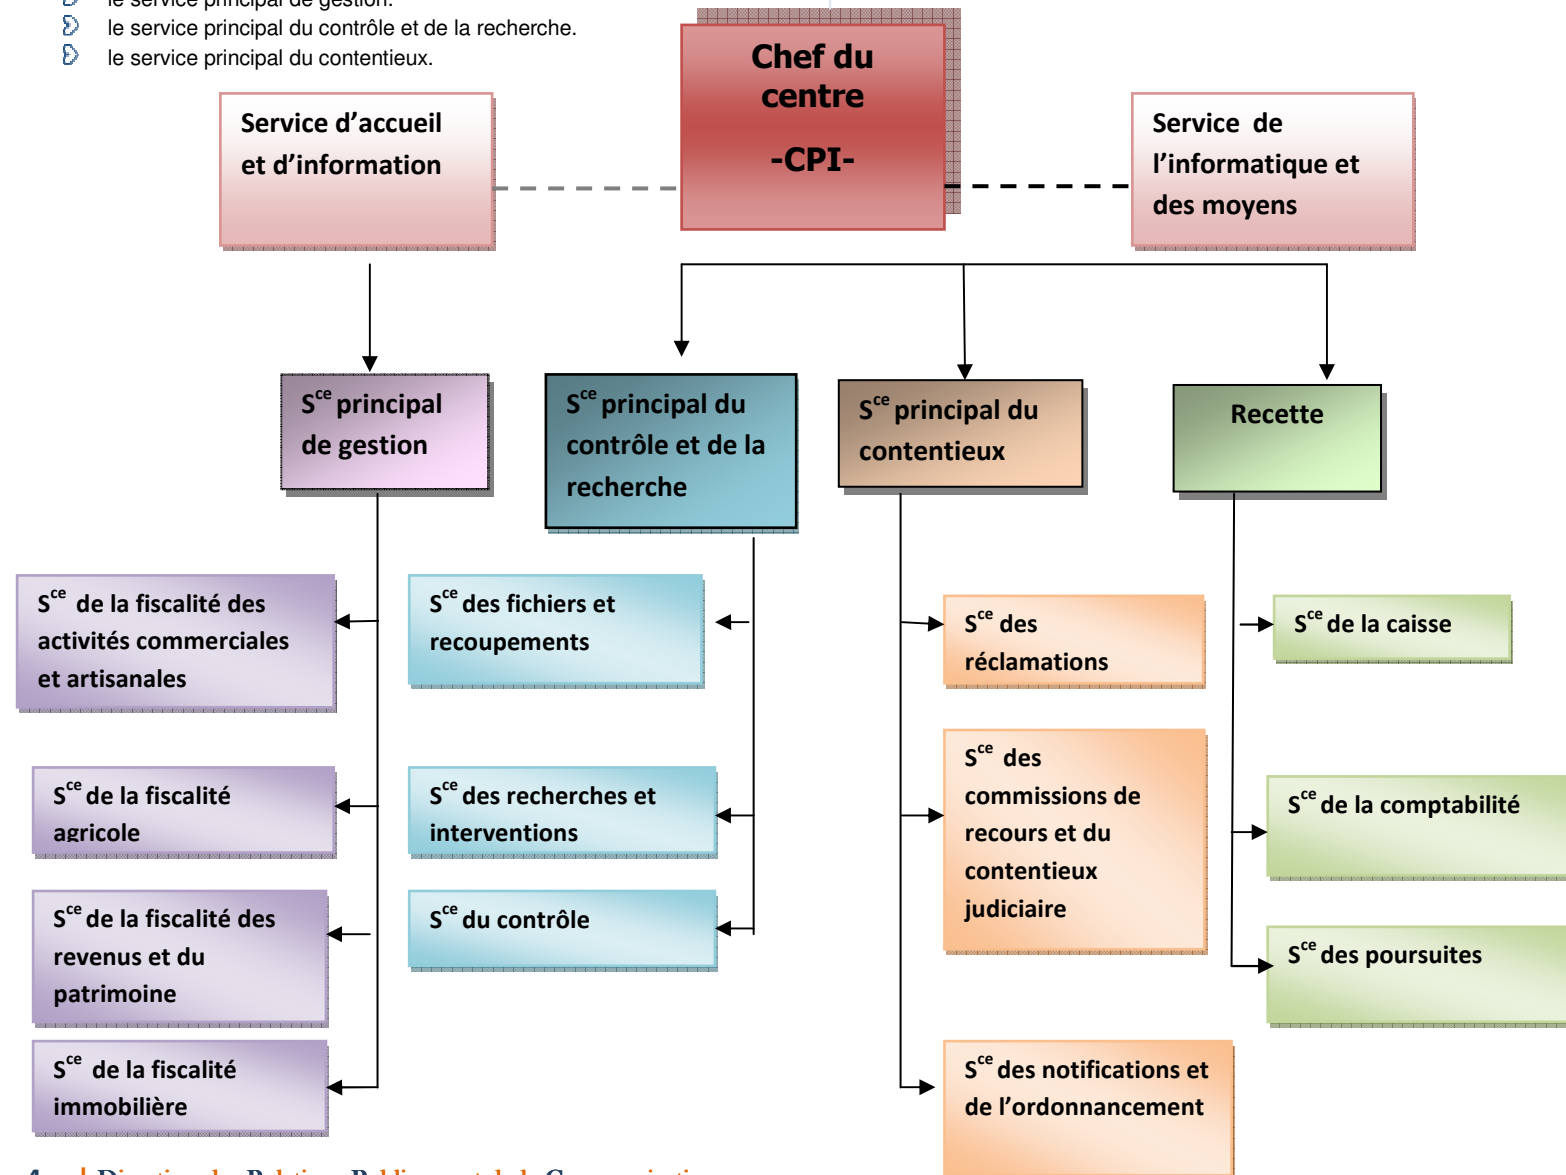 le service principal de gestion.
le service principal du contrôle et de la recherche.
le service principal du contentieux.
Chef du
centre
-CPI-
Service d’accueil
et d’information
Service de
l’informatique et
des moyens
Sce principal
de gestion
Sce principal du
contrôle et de la
recherche
Sce principal du
contentieux
Recette
Sce de la fiscalité des
activités commerciales
et artisanales
Sce de la fiscalité
agricole
Sce de la fiscalité des
revenus et du
patrimoine
Sce de la fiscalité
immobilière
Sce des fichiers et
recoupements
Sce des recherches et
interventions
Sce du contrôle
Sce des
réclamations
Sce des
commissions de
recours et du
contentieux
judiciaire
Sce des notifications et
de l’ordonnancement
Sce de la caisse
Sce de la comptabilité
Sce des poursuites